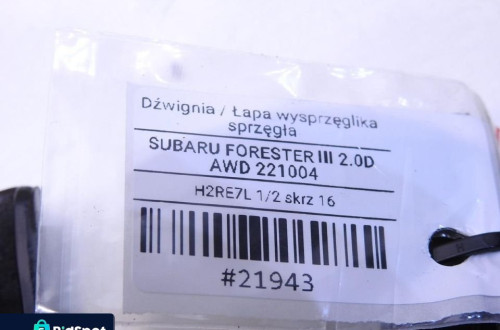 Dźwignia / Łapa wysprzęglika
sprzęgła
SUBARU FORESTER III 2.0D
AWD 221004
H2RE7L 1/2 skrz 16
#21943